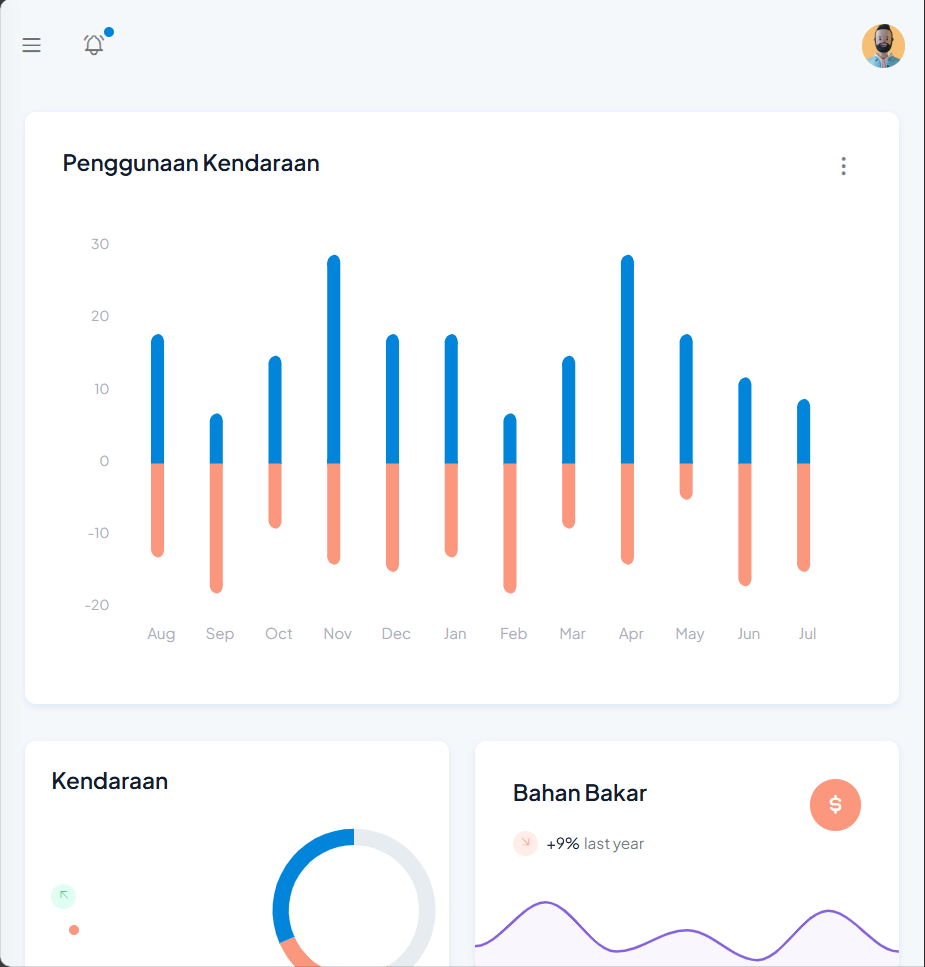 Penggunaan Kendaraan
30
20
10
0
-10
-20
Aug Sep Oct Nov Dec Jan Feb Mar Apr May Jun Jul
Kendaraan
Bahan Bakar
$
+9% last year